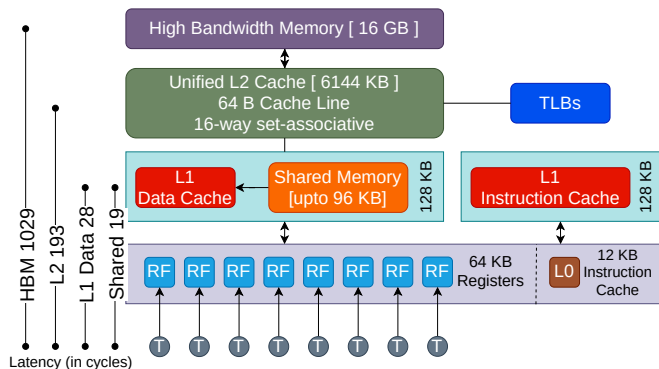 High Bandwidth Memory [ 16 GB ]
Unified L2 Cache [ 6144 KB ]
64 B Cache Line
16-way set-associative
TLBs
L1
Data Cache
Shared Memory
[upto 96 KB]
128 KB
L1
Instruction Cache
128 KB
HBM 1029
L2 193
L1 Data 28
Shared 19
RF RF RF RF RF RF RF RF
64 KB
Registers
L0
12 KB
Instruction
Cache
T T T T T T T T
Latency (in cycles)